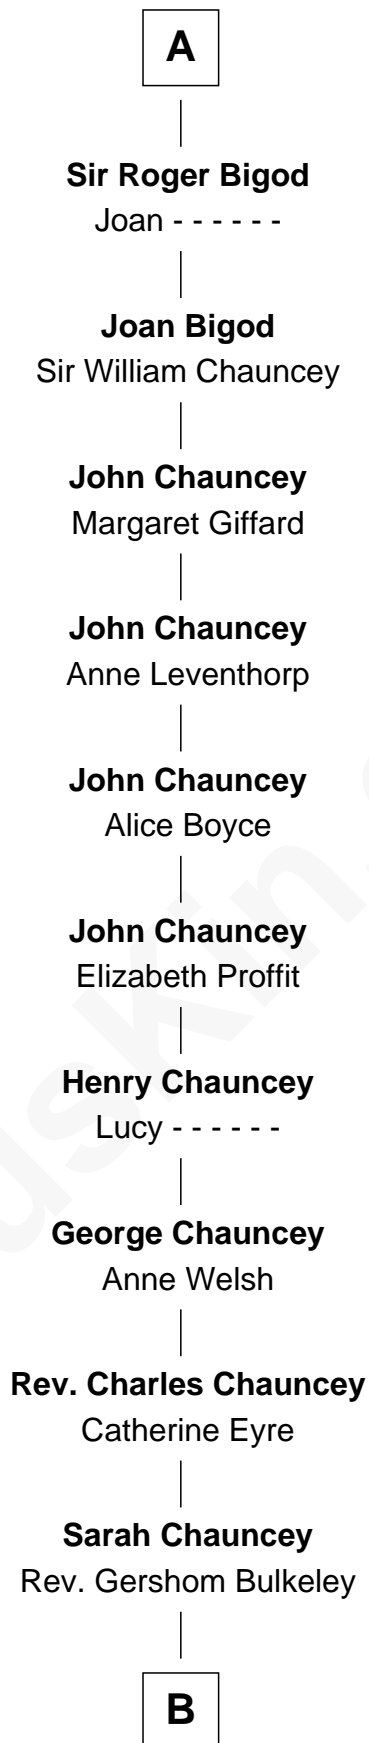 A
Sir Roger Bigod
Joan - - - - - -
Joan Bigod
Sir William Chauncey
John Chauncey
Margaret Giffard
John Chauncey
Anne Leventhorp
John Chauncey
Alice Boyce
John Chauncey
Elizabeth Proffit
Henry Chauncey
Lucy - - - - - -
George Chauncey
Anne Welsh
Rev. Charles Chauncey
Catherine Eyre
Sarah Chauncey
Rev. Gershom Bulkeley
B